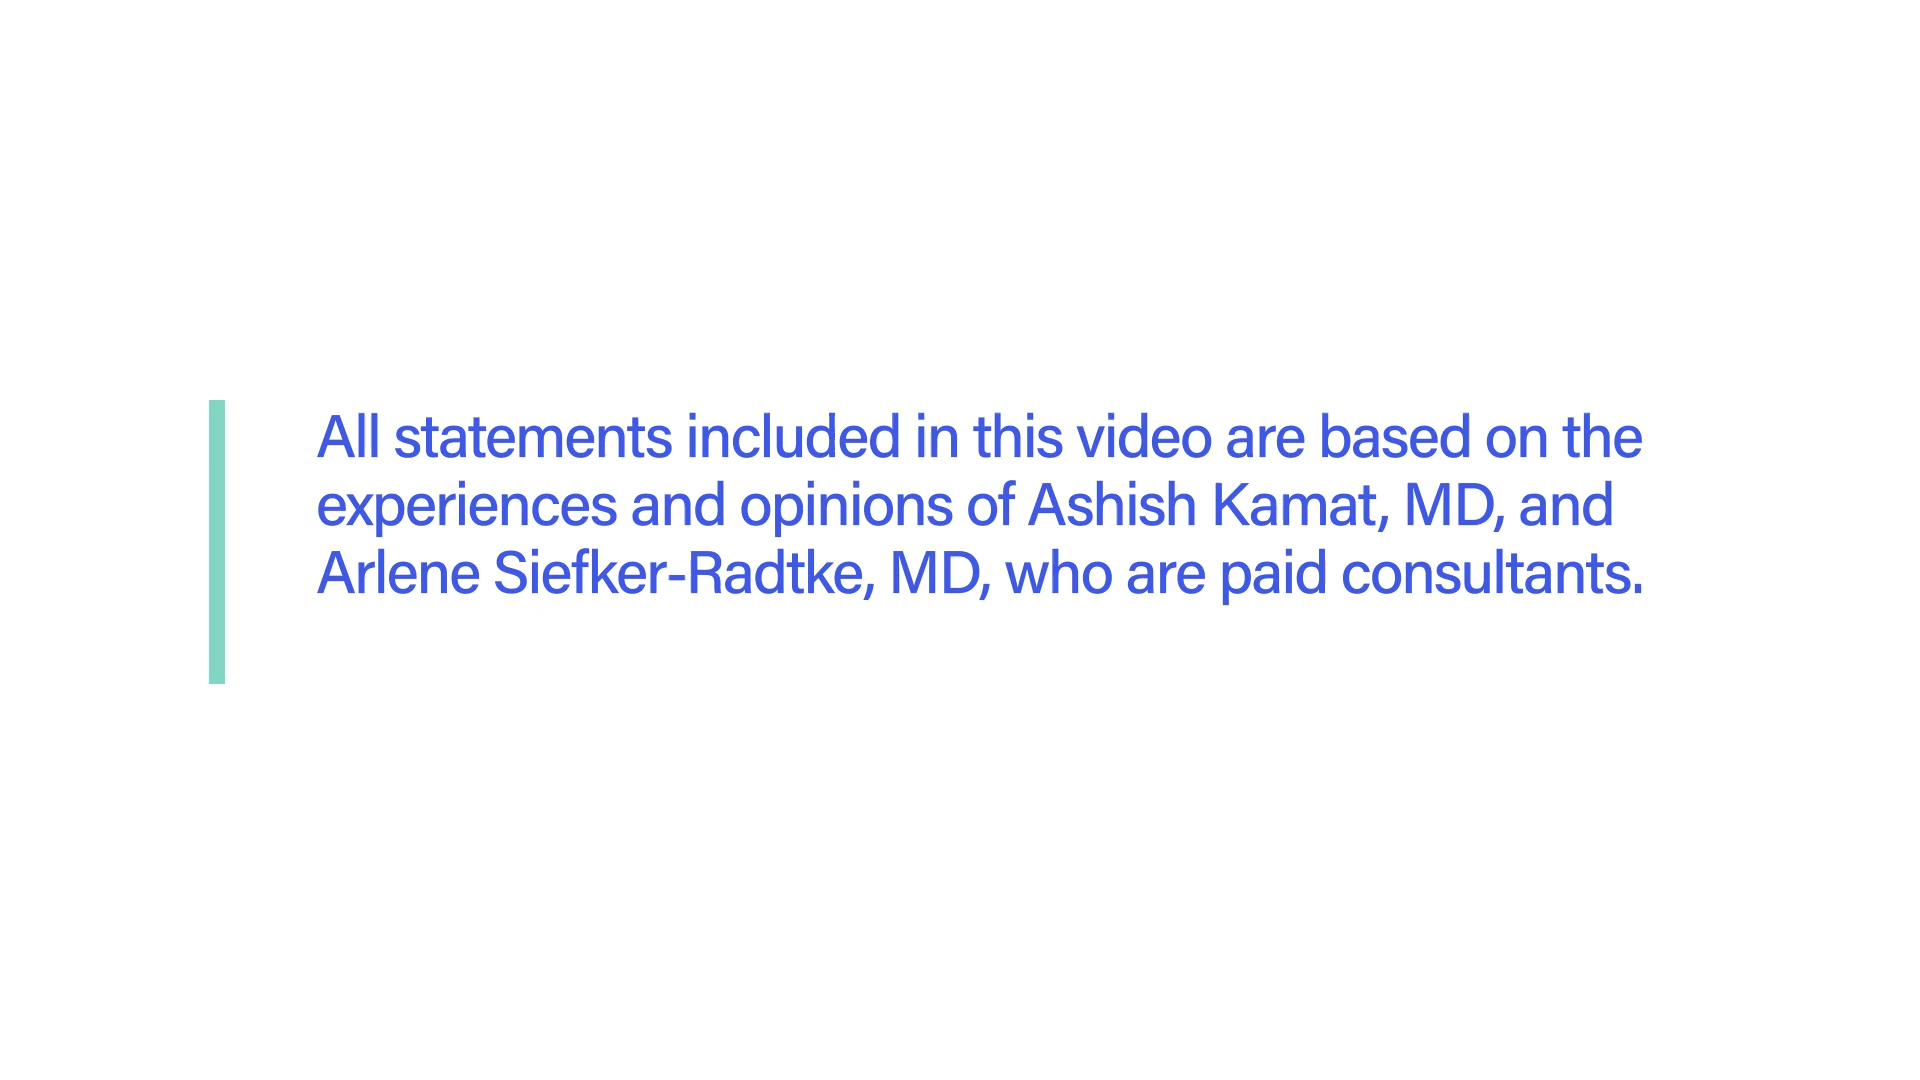 All statements included in this video are based on the
experiences and opinions of Ashish Kamat, MD, and
Arlene Siefker-Radtke, MD, who are paid consultants.